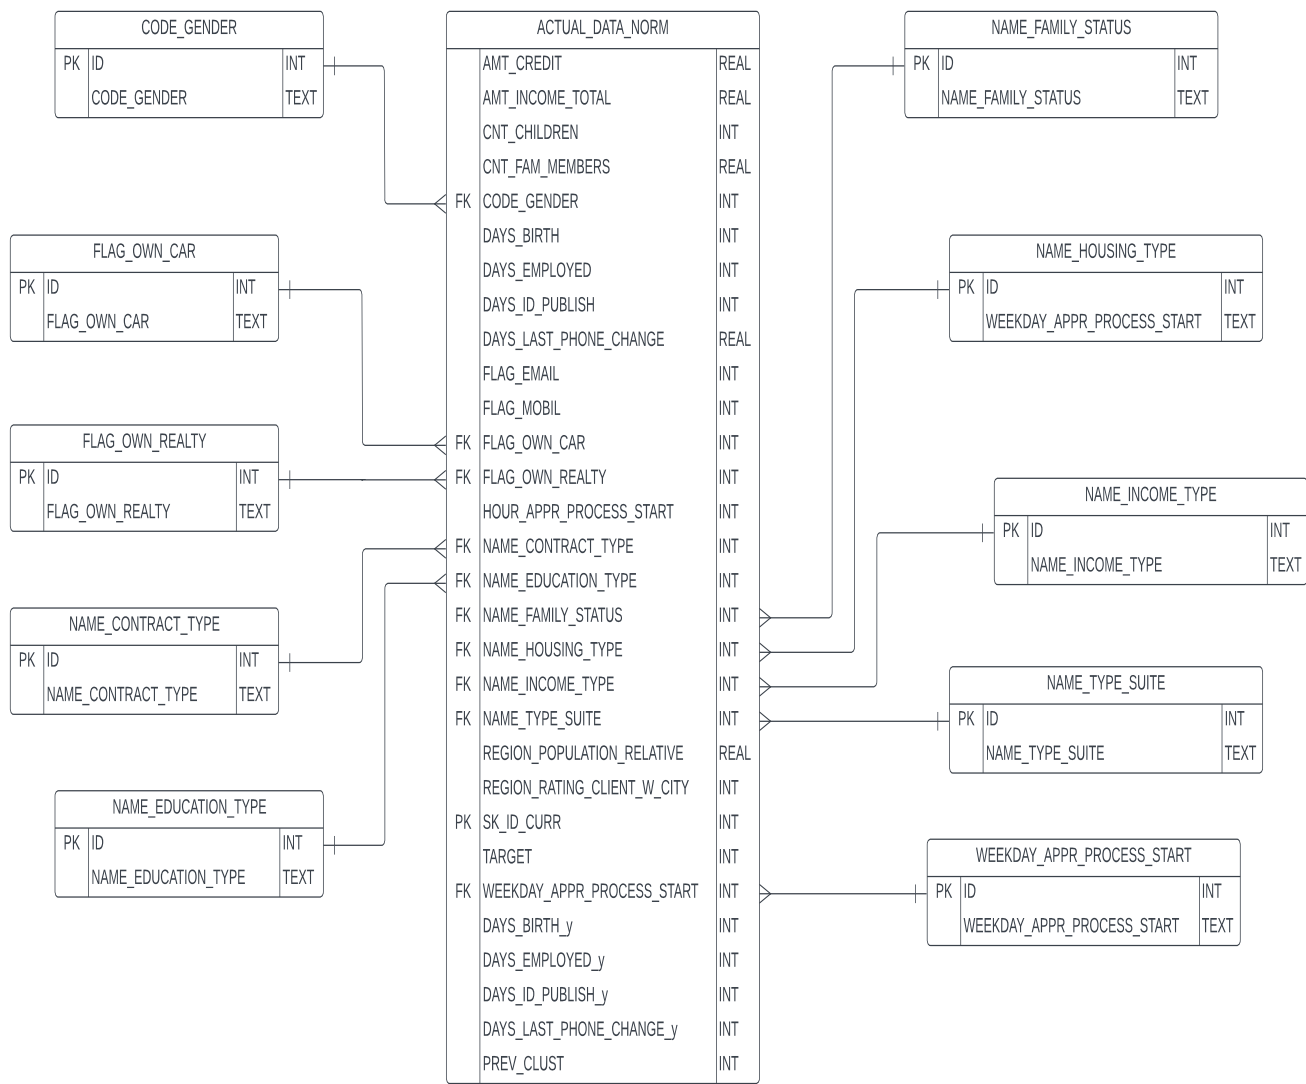 CODE_GENDER
PK ID INT
CODE_GENDER TEXT
FLAG_OWN_CAR
PK ID INT
FLAG_OWN_CAR TEXT
FLAG_OWN_REALTY
PK ID INT
FLAG_OWN_REALTY TEXT
NAME_CONTRACT_TYPE
PK ID INT
NAME_CONTRACT_TYPE TEXT
NAME_EDUCATION_TYPE
PK ID INT
NAME_EDUCATION_TYPE TEXT
ACTUAL_DATA_NORM
AMT_CREDIT REAL
AMT_INCOME_TOTAL REAL
CNT_CHILDREN INT
CNT_FAM_MEMBERS REAL
FK CODE_GENDER INT
DAYS_BIRTH INT
DAYS_EMPLOYED INT
DAYS_ID_PUBLISH INT
DAYS_LAST_PHONE_CHANGE REAL
FLAG_EMAIL INT
FLAG_MOBIL INT
FK FLAG_OWN_CAR INT
FK FLAG_OWN_REALTY INT
HOUR_APPR_PROCESS_START INT
FK NAME_CONTRACT_TYPE INT
FK NAME_EDUCATION_TYPE INT
FK NAME_FAMILY_STATUS INT
FK NAME_HOUSING_TYPE INT
FK NAME_INCOME_TYPE INT
FK NAME_TYPE_SUITE INT
REGION_POPULATION_RELATIVE REAL
REGION_RATING_CLIENT_W_CITY INT
PK SK_ID_CURR INT
TARGET INT
FK WEEKDAY_APPR_PROCESS_START INT
DAYS_BIRTH_y INT
DAYS_EMPLOYED_y INT
DAYS_ID_PUBLISH_y INT
DAYS_LAST_PHONE_CHANGE_y INT
PREV_CLUST INT
NAME_FAMILY_STATUS
PK ID INT
NAME_FAMILY_STATUS TEXT
NAME_HOUSING_TYPE
PK ID INT
WEEKDAY_APPR_PROCESS_START TEXT
NAME_INCOME_TYPE
PK ID INT
NAME_INCOME_TYPE TEXT
NAME_TYPE_SUITE
PK ID INT
NAME_TYPE_SUITE TEXT
WEEKDAY_APPR_PROCESS_START
PK ID INT
WEEKDAY_APPR_PROCESS_START TEXT